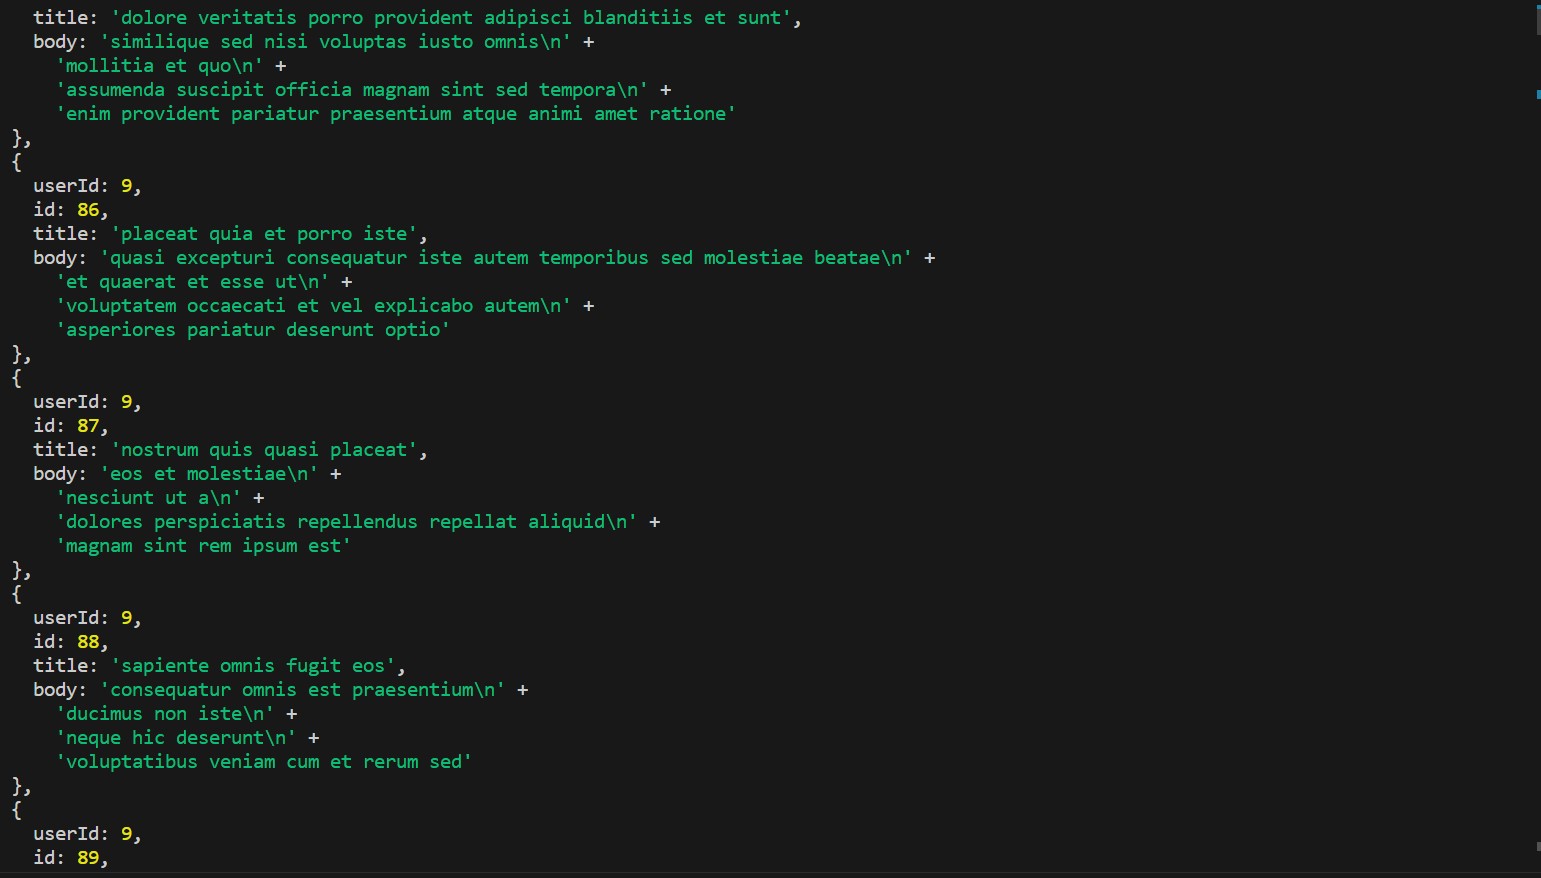 title: 'dolore veritatis porro provident adipisci blanditiis et sunt',
body: 'similique sed nisi voluptas iusto omnis\n' +
'mollitia et quo\n' +
'assumenda suscipit officia magnam sint sed tempora\n' +
'enim provident pariatur praesentium atque animi amet ratione'
},
{
userId: 9,
id: 86,
title: 'placeat quia et porro iste',
body: 'quasi excepturi consequatur iste autem temporibus sed molestiae beatae\n' +
'et quaerat et esse ut\n' +
'voluptatem occaecati et vel explicabo autem\n' +
'asperiores pariatur deserunt optio'
},
{
userId: 9,
id: 87,
title: 'nostrum quis quasi placeat',
body: 'eos et molestiae\n' +
'nesciunt ut a\n' +
'dolores perspiciatis repellendus repellat aliquid\n' +
'magnam sint rem ipsum est'
},
{
userId: 9,
id: 88,
title: 'sapiente omnis fugit eos',
body: 'consequatur omnis est praesentium\n' +
'ducimus non iste\n' +
'neque hic deserunt\n' +
'voluptatibus veniam cum et rerum sed'
},
{
userId: 9,
id: 89,